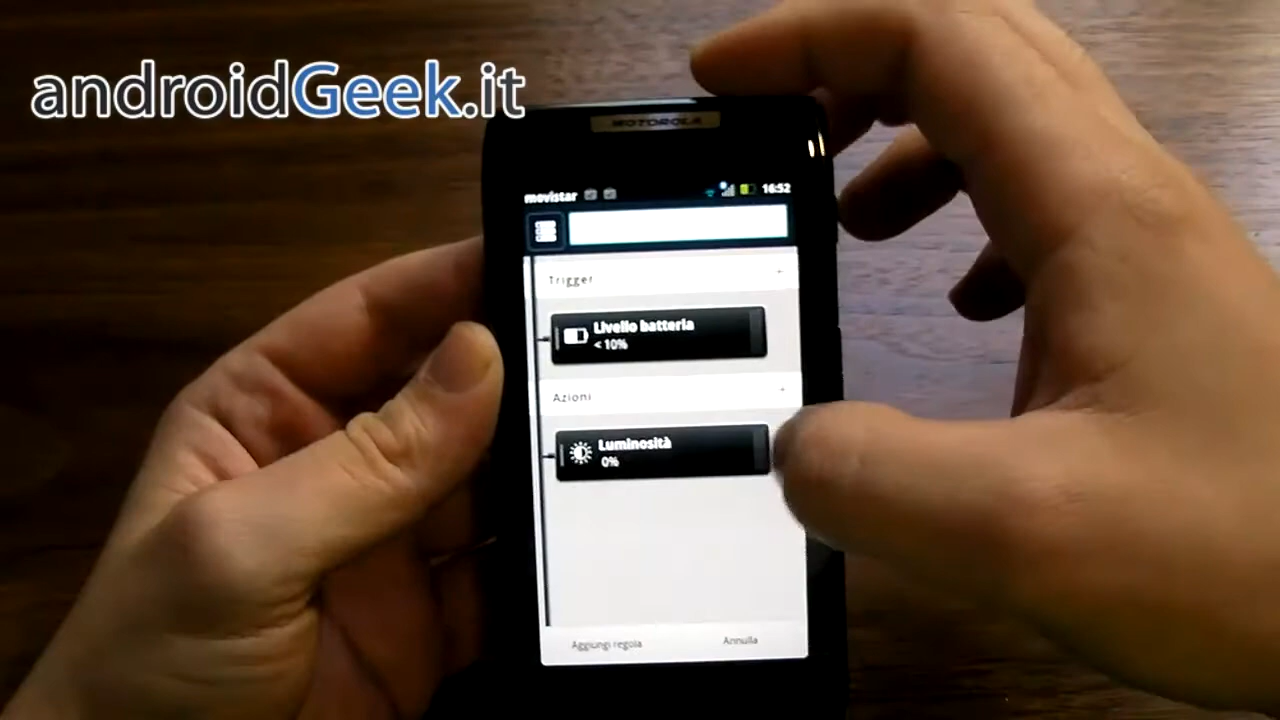 androidGeek.it
MOTOROLA
movistar 16:52
Trigger
Livello batteria
< 10%
Azioni
Luminosità
0%
Aggiungi regola Annulla